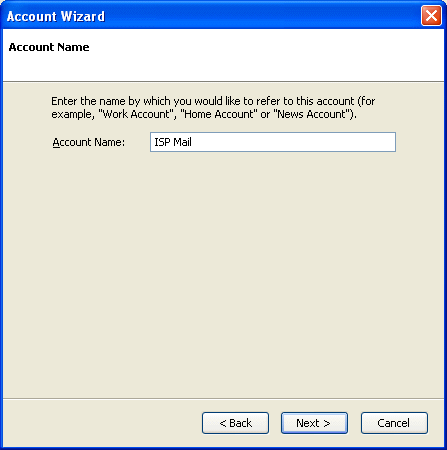 Account Wizard
Account Name
Enter the name by which you would like to refer to this account (for
example, "Work Account", "Home Account" or "News Account").
Account Name: ISP Mail
< Back Next > Cancel